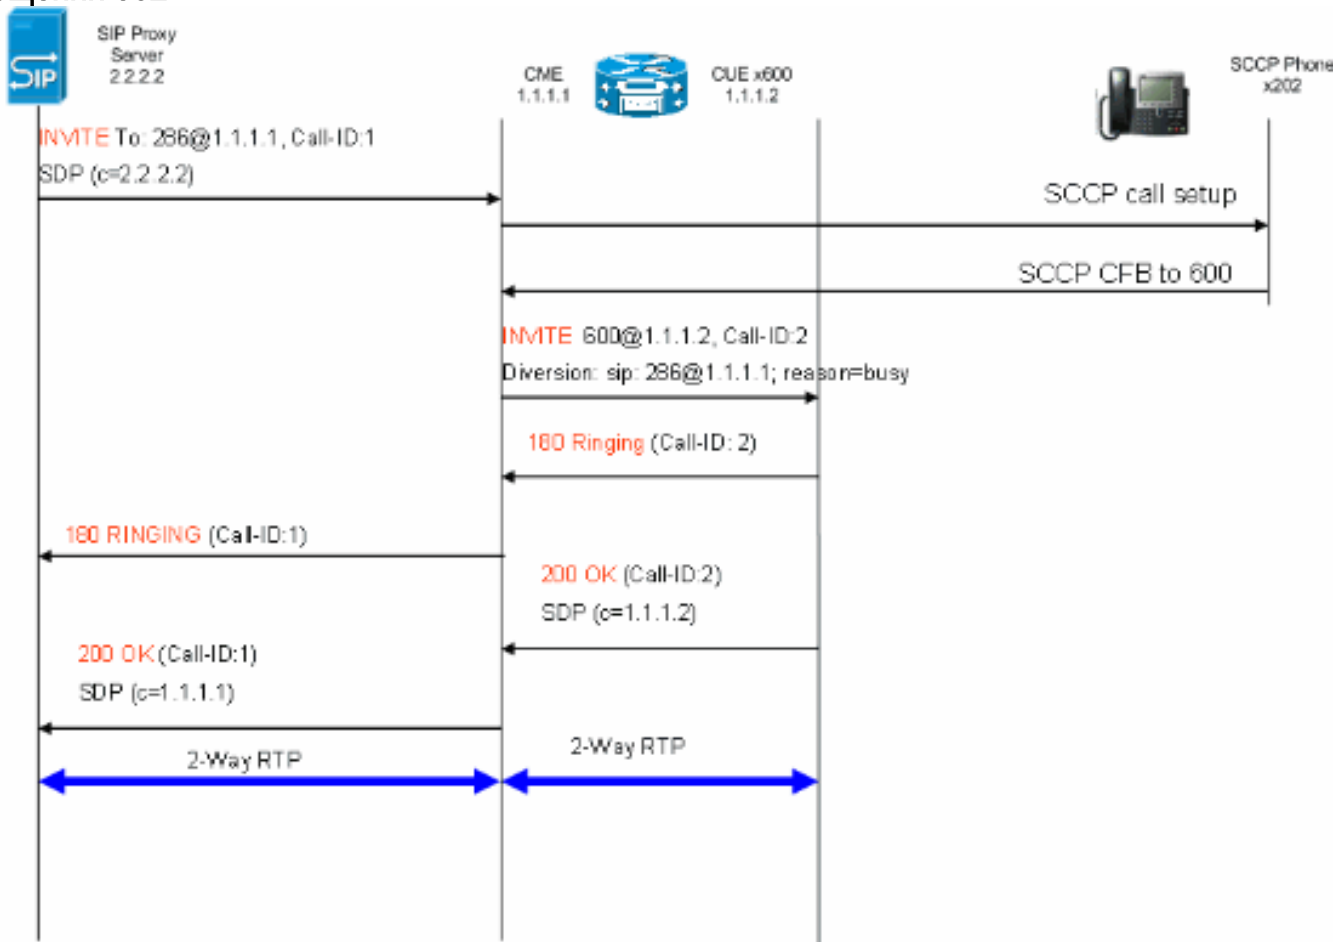 SIP Proxy
Server
2.2.2.2
SIP
CME
1.1.1.1
CUE x600
1.1.1.2
SCCP Phone
x202
INVITE To: 286@1.1.1.1, Call-ID:1
SDP (c=2.2.2.2)
SCCP call setup
SCCP CFB to 600
INVITE 600@1.1.1.2, Call-ID:2
Diversion: sip: 286@1.1.1.1; reason=busy
180 Ringing (Call-ID: 2)
180 RINGING (Call-ID:1)
200 OK (Call-ID:2)
SDP (c=1.1.1.2)
200 OK (Call-ID:1)
SDP (c=1.1.1.1)
2-Way RTP
2-Way RTP